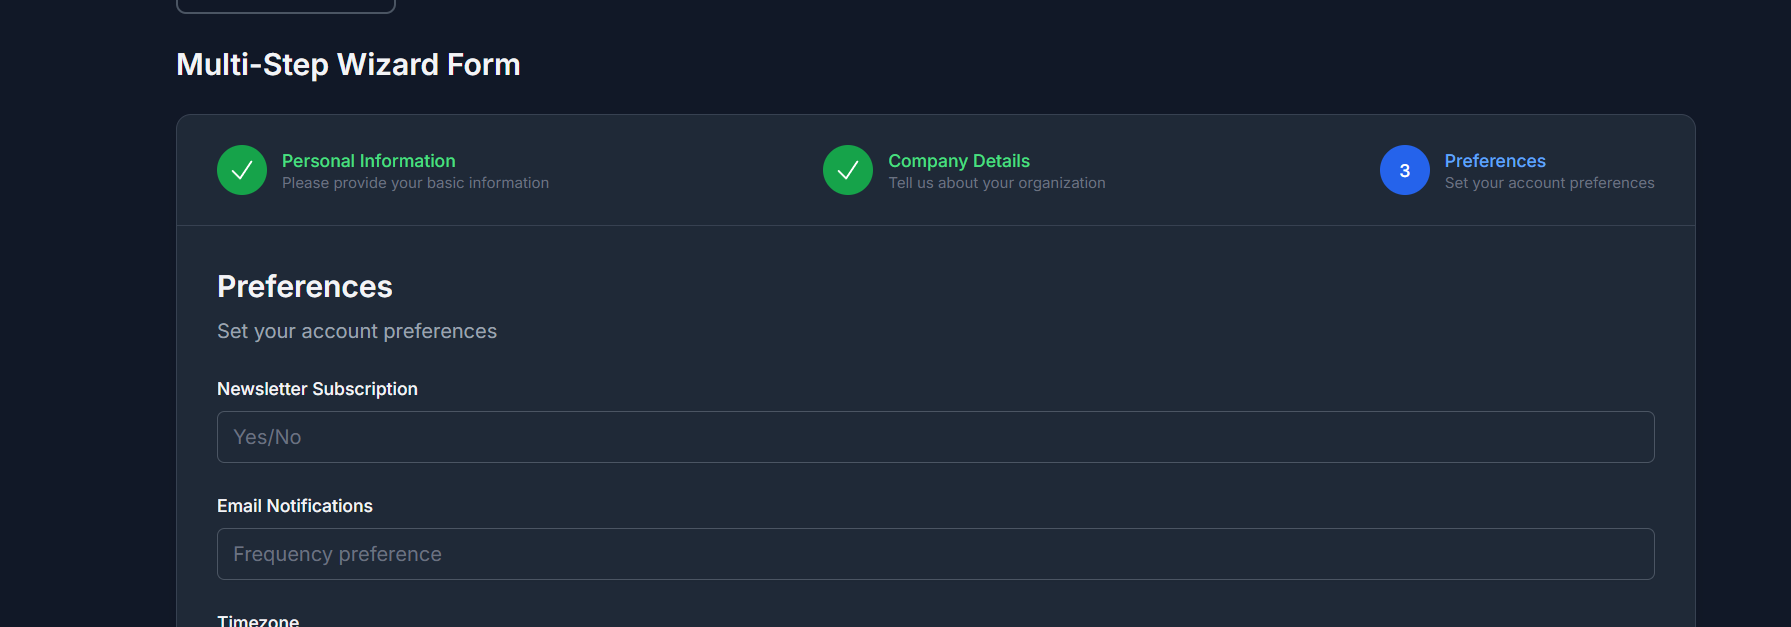 Multi-Step Wizard Form
Personal Information
Please provide your basic information
Company Details
Tell us about your organization
3
Preferences
Set your account preferences
Preferences
Set your account preferences
Newsletter Subscription
Yes/No
Email Notifications
Frequency preference
Timezone